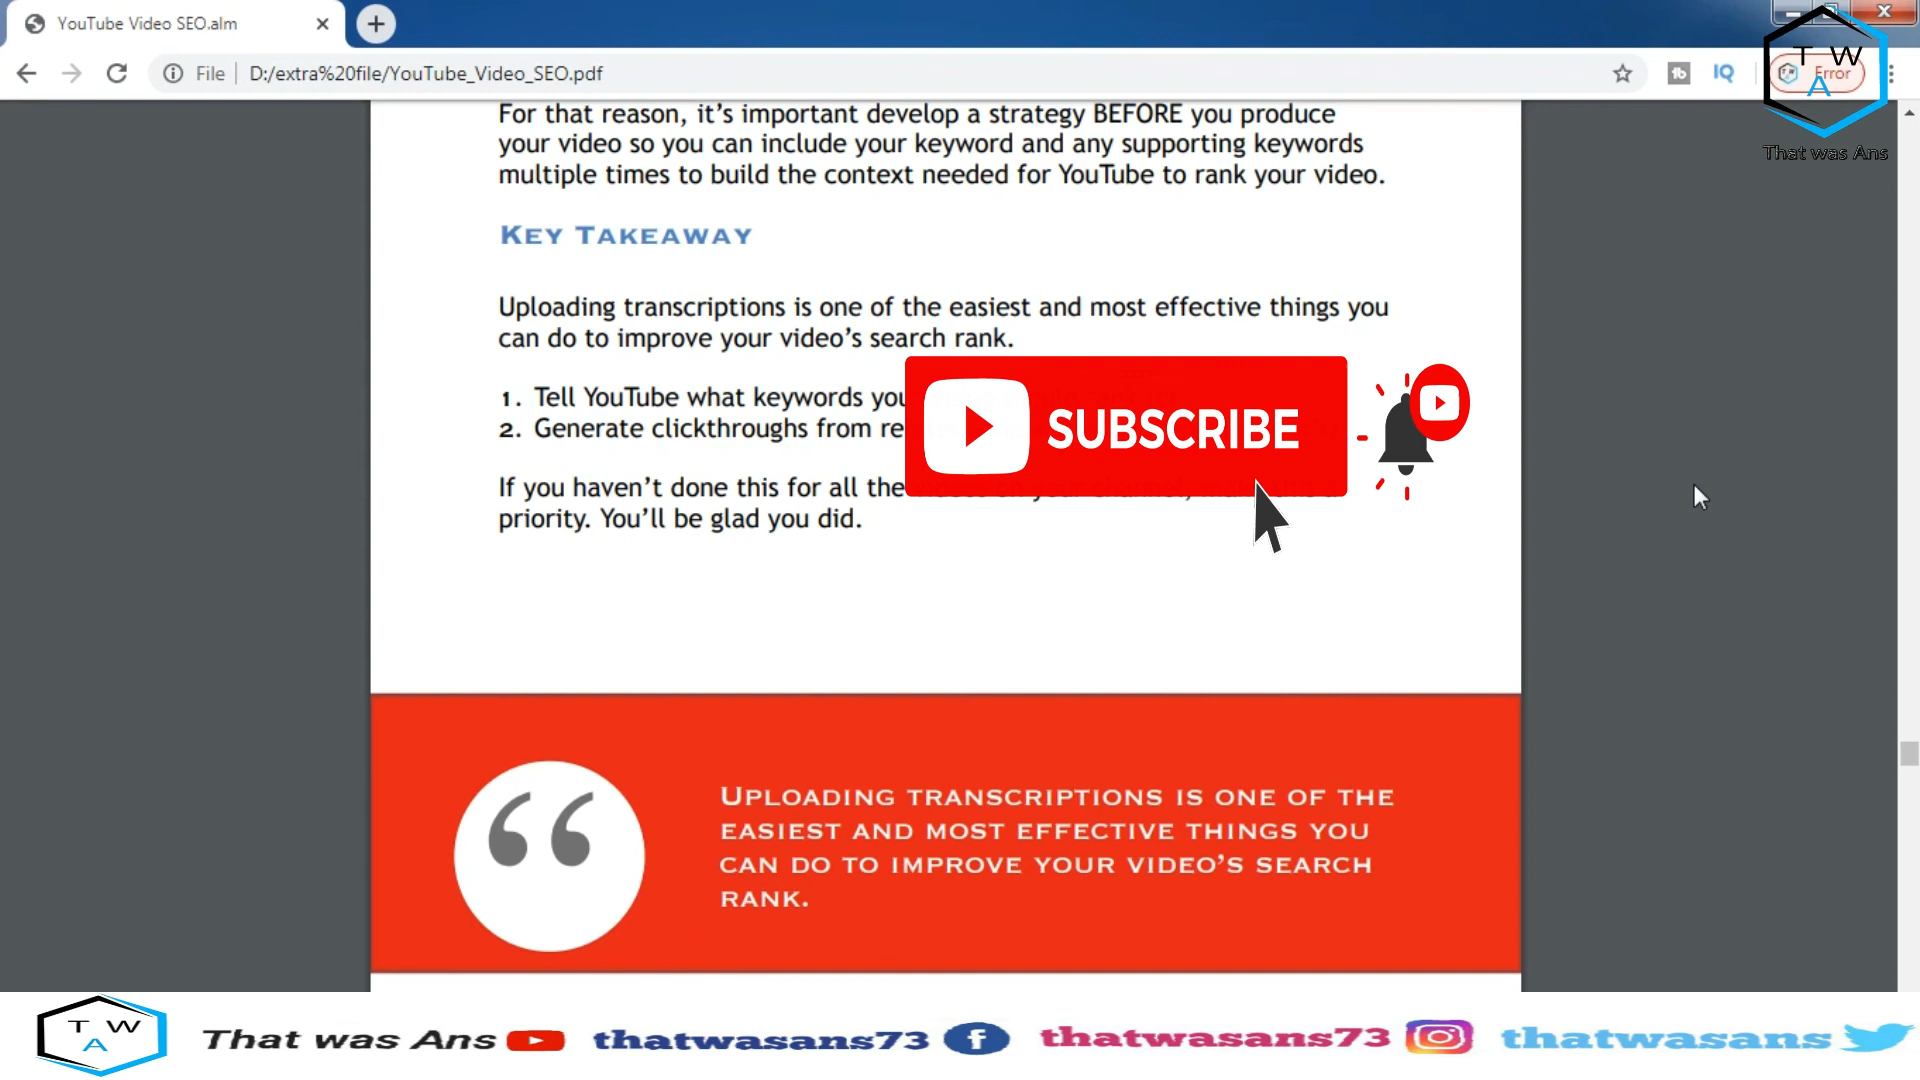 YouTube Video SEO.alm
File
D:/extra%20file/YouTube_Video_SEO.pdf
IQ
Error
T W
A
That was Ans
For that reason, it's important develop a strategy BEFORE you produce
your video so you can include your keyword and any supporting keywords
multiple times to build the context needed for YouTube to rank your video.
KEY TAKEAWAY
Uploading transcriptions is one of the easiest and most effective things you
can do to improve your video's search rank.
1. Tell YouTube what keywords you
2. Generate clickthroughs from re
SUBSCRIBE
If you haven't done this for all the
priority. You'll be glad you did.
“
UPLOADING TRANSCRIPTIONS IS ONE OF THE
EASIEST AND MOST EFFECTIVE THINGS YOU
CAN DO TO IMPROVE YOUR VIDEO'S SEARCH
RANK.
T W
A
That was Ans
thatwasans73
thatwasans73
thatwasans